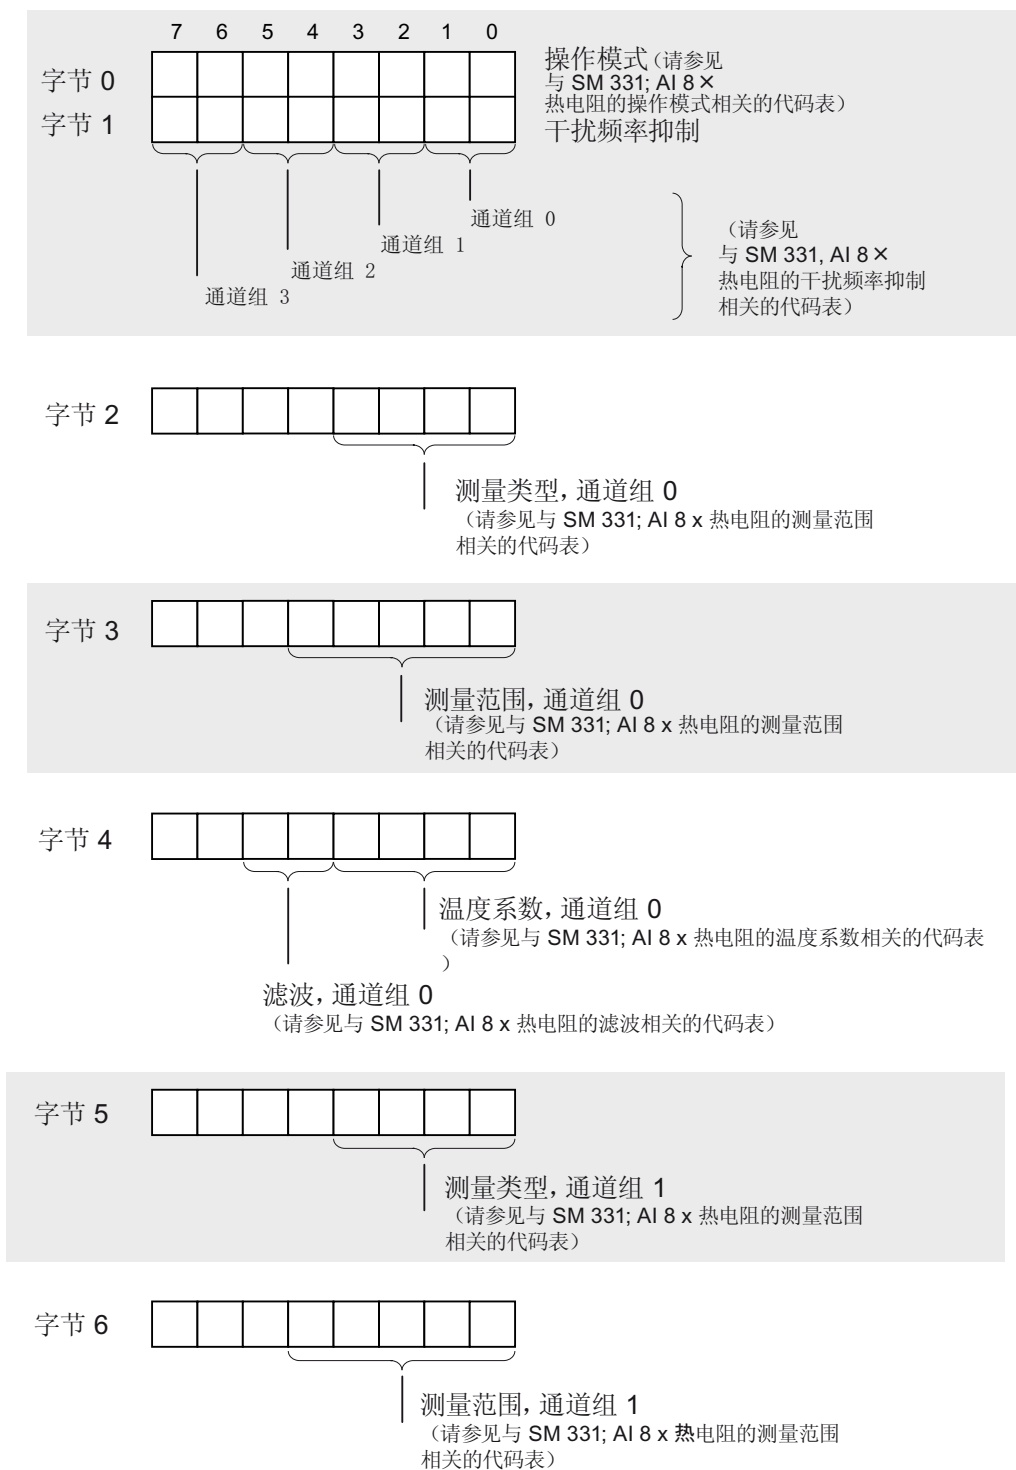 7 6 5 4 3 2 1 0
字节 0
字节 1
操作模式(请参见
与 SM 331; AI 8×
热电阻的操作模式相关的代码表)
干扰频率抑制
通道组 0
通道组 1
通道组 2
通道组 3
(请参见
与 SM 331, AI 8×
热电阻的干扰频率抑制
相关的代码表)
字节 2
测量类型,通道组 0
(请参见与 SM 331; AI 8 x 热电阻的测量范围
相关的代码表)
字节 3
测量范围,通道组 0
(请参见与 SM 331; AI 8 x 热电阻的测量范围
相关的代码表)
字节 4
温度系数,通道组 0
(请参见与 SM 331; AI 8 x 热电阻的温度系数相关的代码表
)
滤波,通道组 0
(请参见与 SM 331; AI 8 x 热电阻的滤波相关的代码表)
字节 5
测量类型,通道组 1
(请参见与 SM 331; AI 8 x 热电阻的测量范围
相关的代码表)
字节 6
测量范围,通道组 1
(请参见与 SM 331; AI 8 x 热电阻的测量范围
相关的代码表)